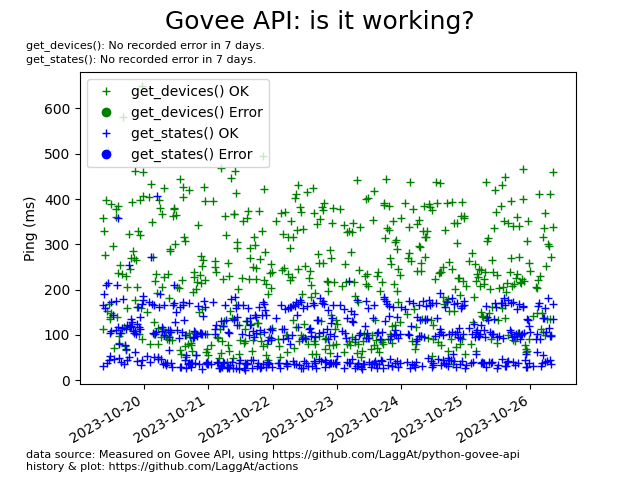 Govee API: is it working?
get_devices(): No recorded error in 7 days.
get_states(): No recorded error in 7 days.
get_devices() OK
get_devices() Error
get_states() OK
get_states() Error
Ping (ms)
600
500
400
300
200
100
0
2023-10-20
2023-10-21
2023-10-22
2023-10-23
2023-10-24
2023-10-25
2023-10-26
data source: Measured on Govee API, using https://github.com/LaggAt/python-govee-api
history & plot: https://github.com/LaggAt/actions